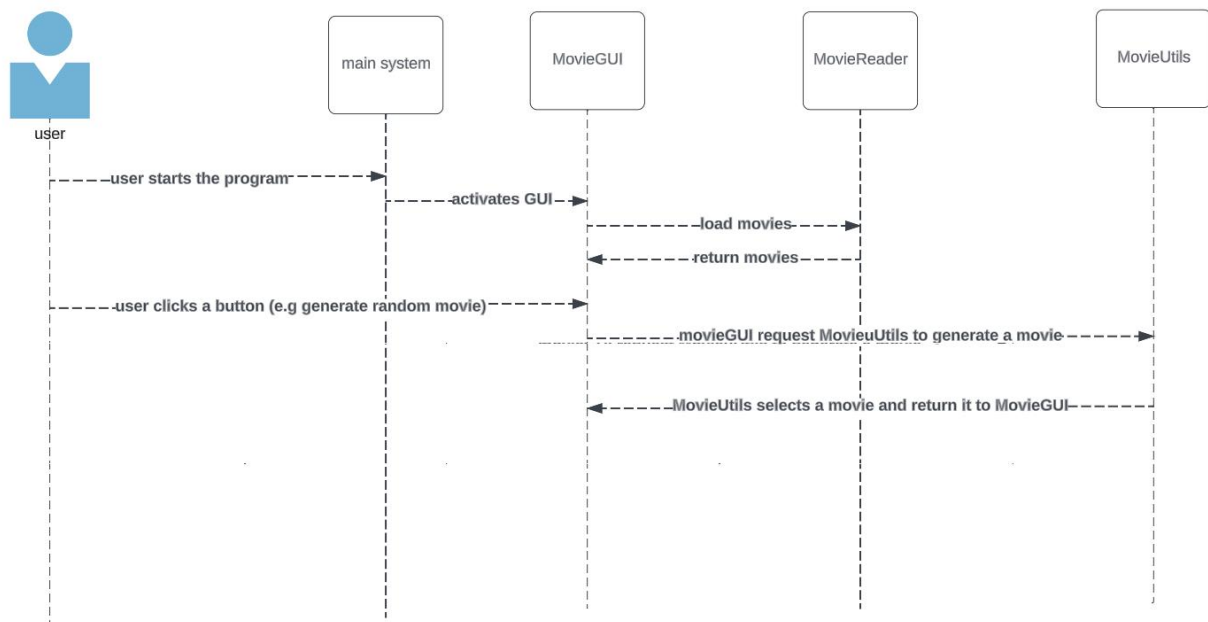 main system
MovieGUI
MovieReader
MovieUtils
user
user starts the program
activates GUI
load movies
return movies
user clicks a button (e.g generate random movie)
movieGUI request MovieuUtils to generate a movie
MovieUtils selects a movie and return it to MovieGUI